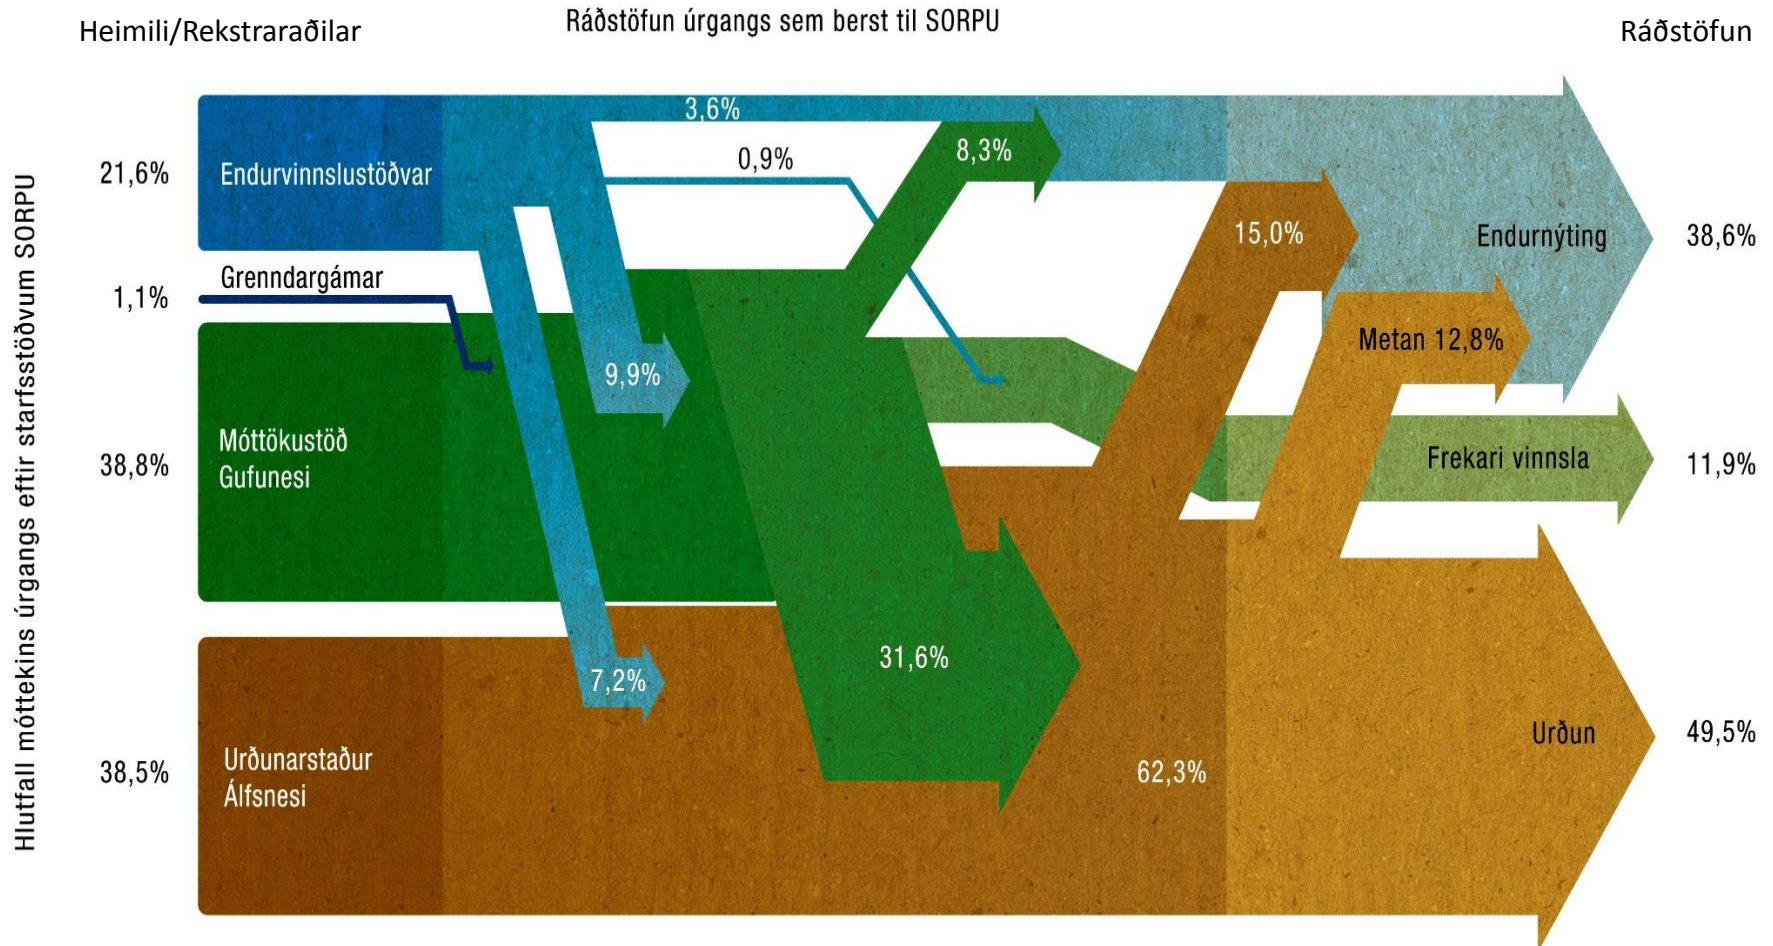 Heimili/Rekstraraðilar
Ráðstöfun úrgangs sem berst til SORPU
Ráðstöfun
Hlutfall móttekins úrgangs eftir starfsstöðvum SORPU
21,6%
Endurvinnslustöðvar
3,6%
0,9%
8,3%
15,0%
Endurnýting
38,6%
1,1%
Grenndargámar
9,9%
Metan 12,8%
38,8%
Móttökustöð
Gufunesi
Frekari vinnsla
11,9%
7,2%
31,6%
38,5%
Urðunarstaður
Álfsnesi
62,3%
Urðun
49,5%